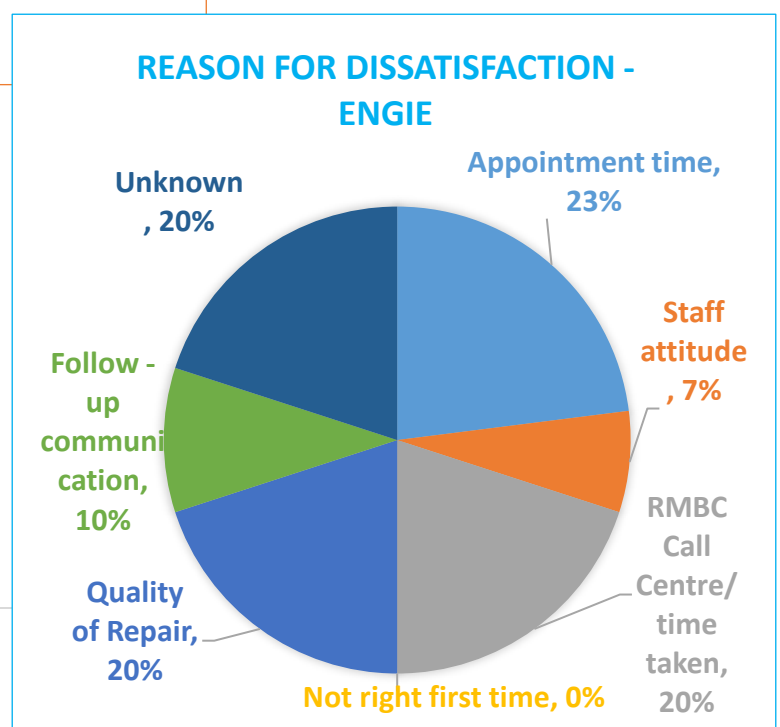 REASON FOR DISSATISFACTION -
ENGIE
Appointment time,
23%
Staff
attitude
, 7%
RMBC
Call
Centre/
time
taken,
20%
Not right first time, 0%
Quality
of Repair,
20%
Follow -
up
communi
cation,
10%
Unknown
, 20%